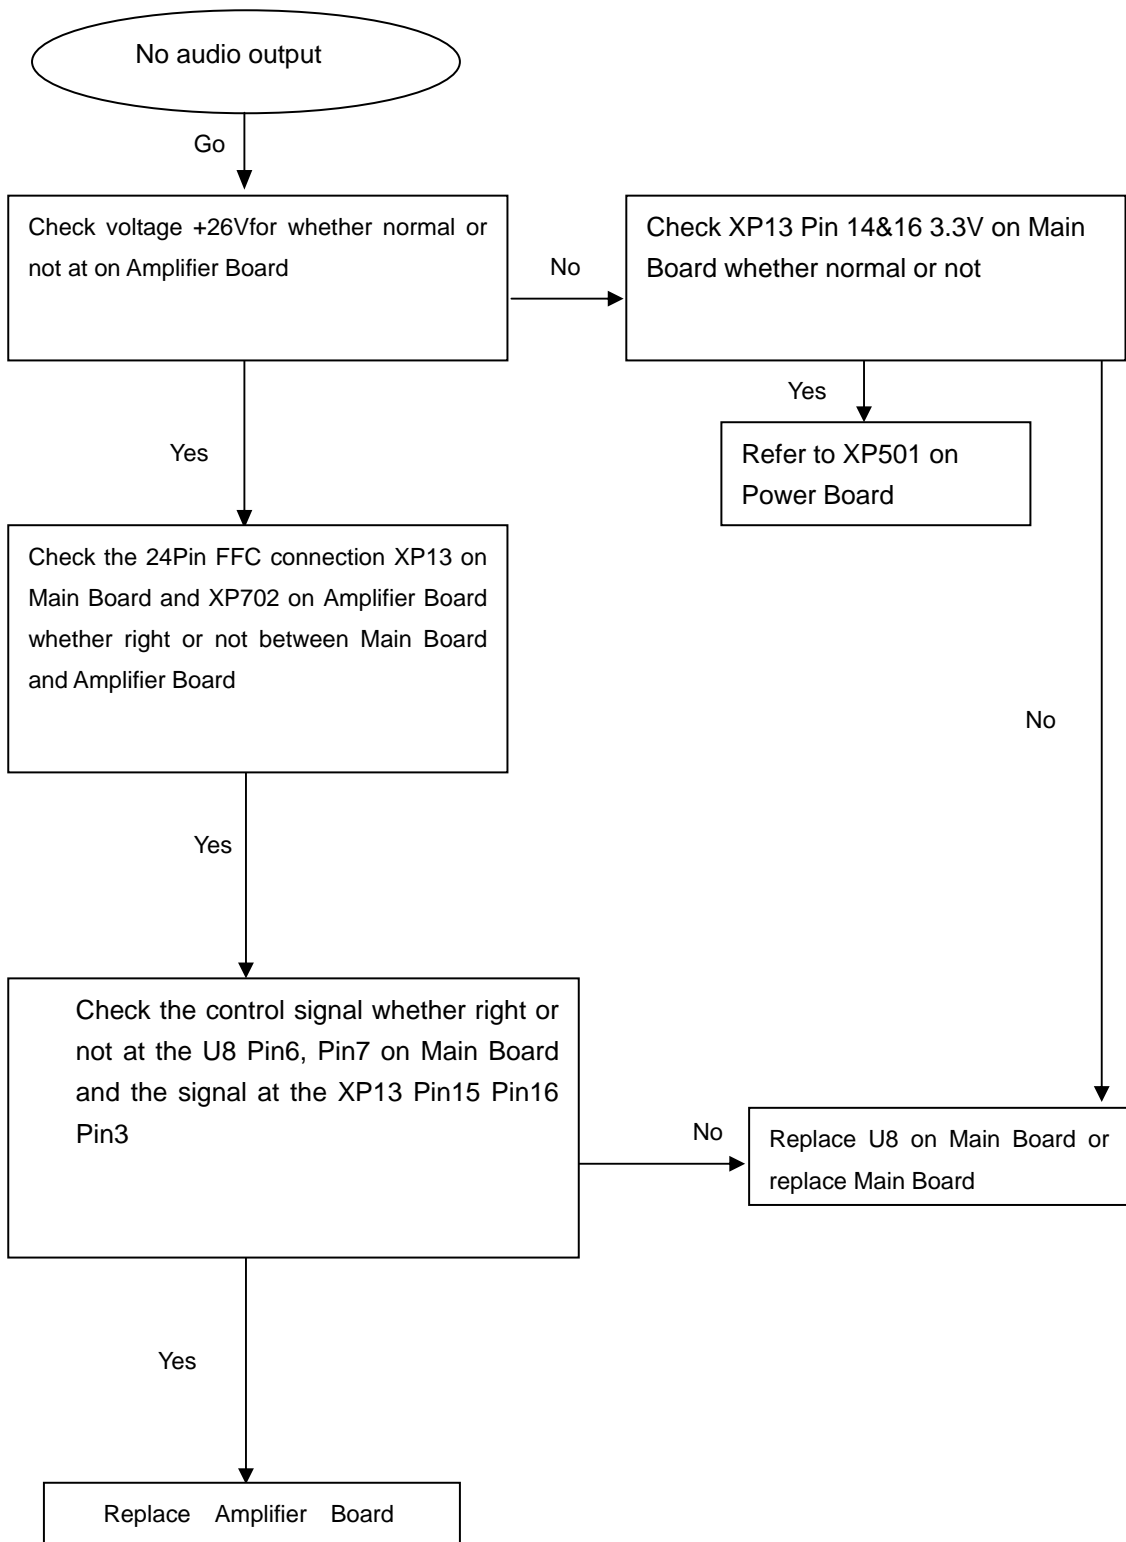 No audio output
Go
Check voltage +26Vfor whether normal or
not at on Amplifier Board
No
Check XP13 Pin 14&16 3.3V on Main
Board whether normal or not
Yes
Refer to XP501 on
Power Board
Yes
Check the 24Pin FFC connection XP13 on
Main Board and XP702 on Amplifier Board
whether right or not between Main Board
and Amplifier Board
No
Yes
Check the control signal whether right or
not at the U8 Pin6, Pin7 on Main Board
and the signal at the XP13 Pin15 Pin16
Pin3
No
Replace U8 on Main Board or
replace Main Board
Yes
Replace Amplifier Board